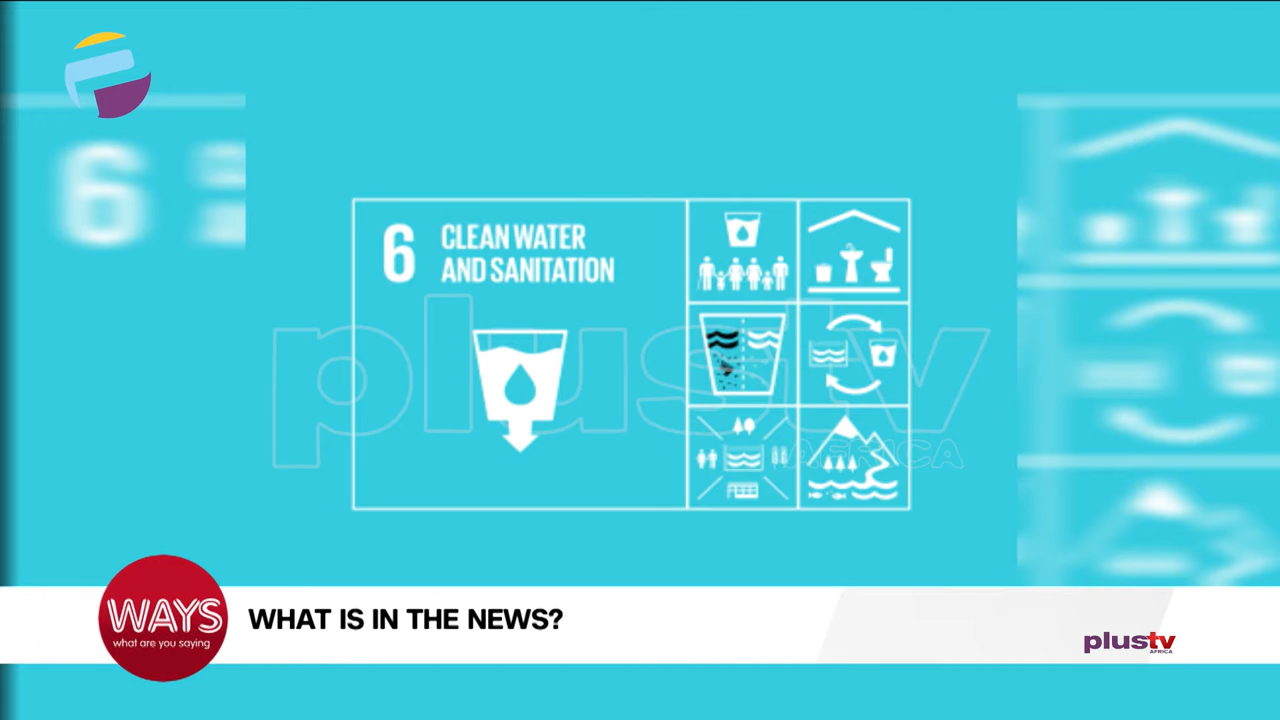 6
6
CLEAN WATER
AND SANITATION
plustv
AFRICA
WAYS
what are you saying
WHAT IS IN THE NEWS?
plustv
AFRICA